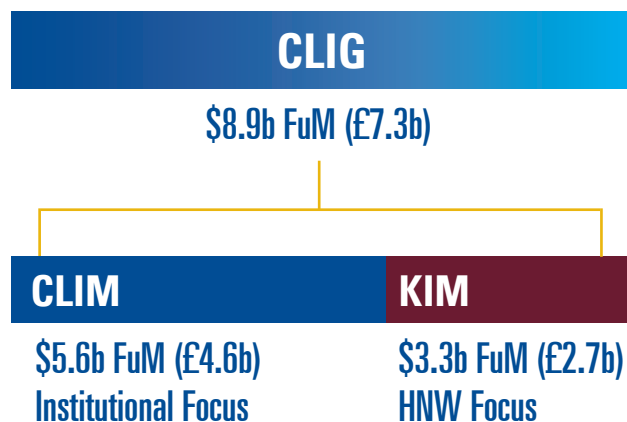 CLIG
$8.9b FuM (£7.3b)
CLIM
KIM
$5.6b FuM (£4.6b)
$3.3b FuM (£2.7b)
Institutional Focus
HNW Focus